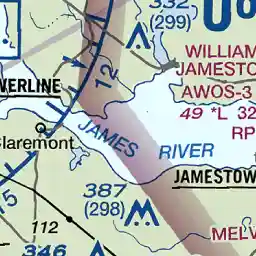 332
(299)
WILLIAM
JAMESTO
AWOS-3
49 *L 32
RP
VERLINE
12
Claremont
JAMES RIVER
JAMESTOW
387
(298)
15
112
346
MELV